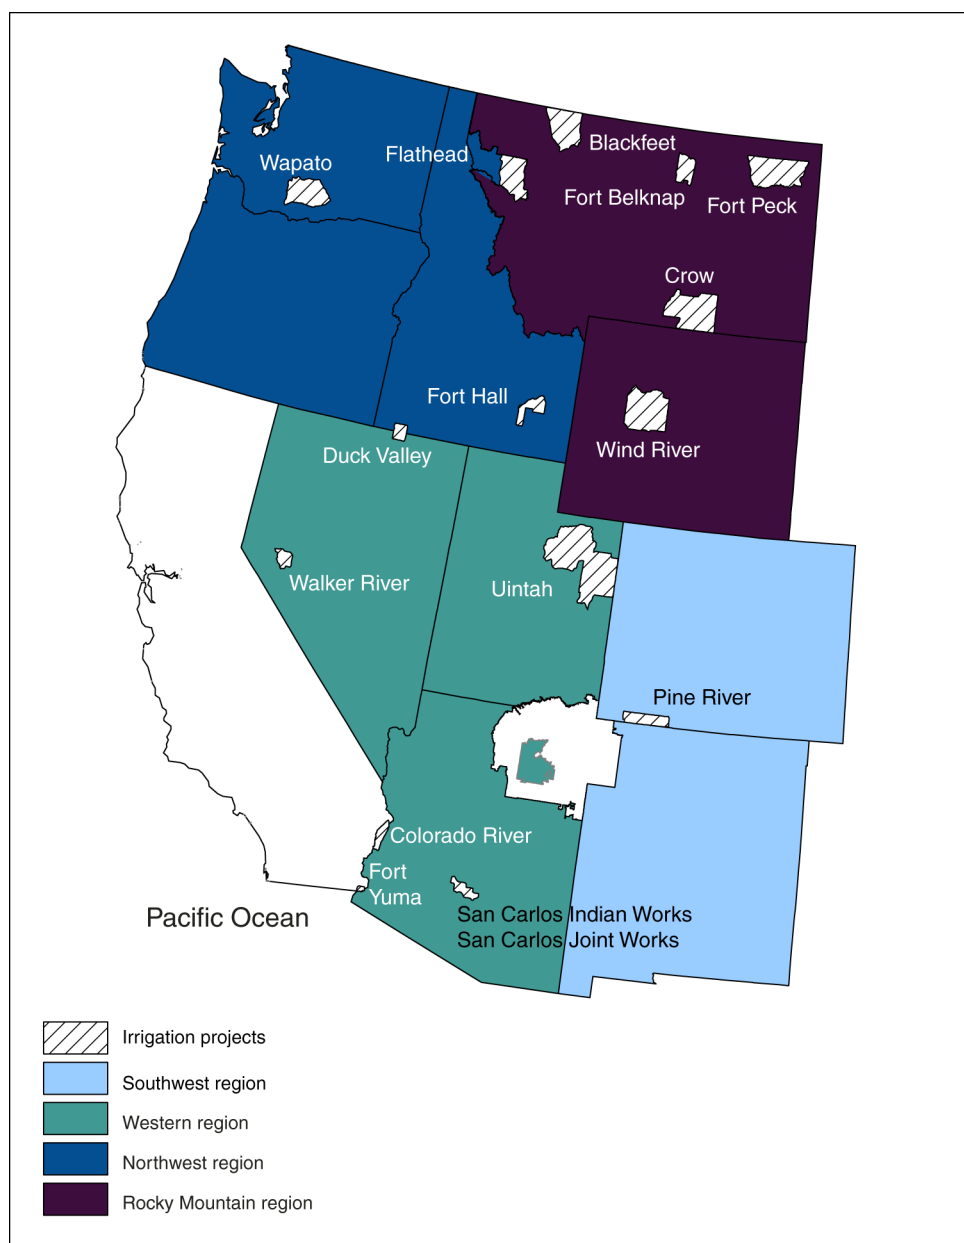 Wapato
Flathead
Blackfeet
Fort Belknap
Fort Peck
Crow
Fort Hall
Wind River
Duck Valley
Walker River
Uintah
Pine River
Colorado River
Fort
Yuma
San Carlos Indian Works
San Carlos Joint Works
Pacific Ocean
Irrigation projects
Southwest region
Western region
Northwest region
Rocky Mountain region